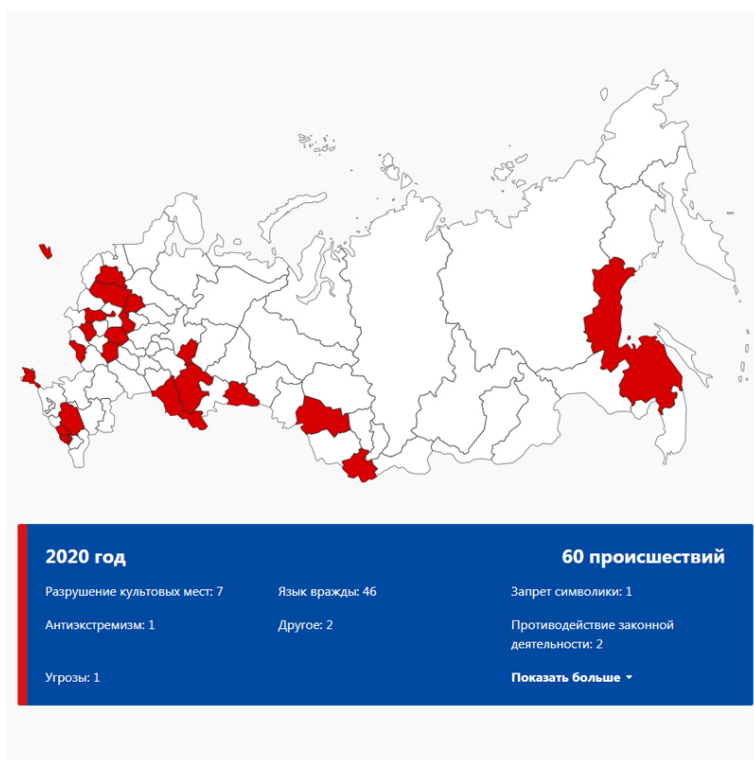 2020 год
60 происшествий
Разрушение культовых мест: 7
Язык вражды: 46
Запрет символики: 1
Антиэкстремизм: 1
Другое: 2
Противодействие законной
деятельности: 2
Угрозы: 1
Показать больше